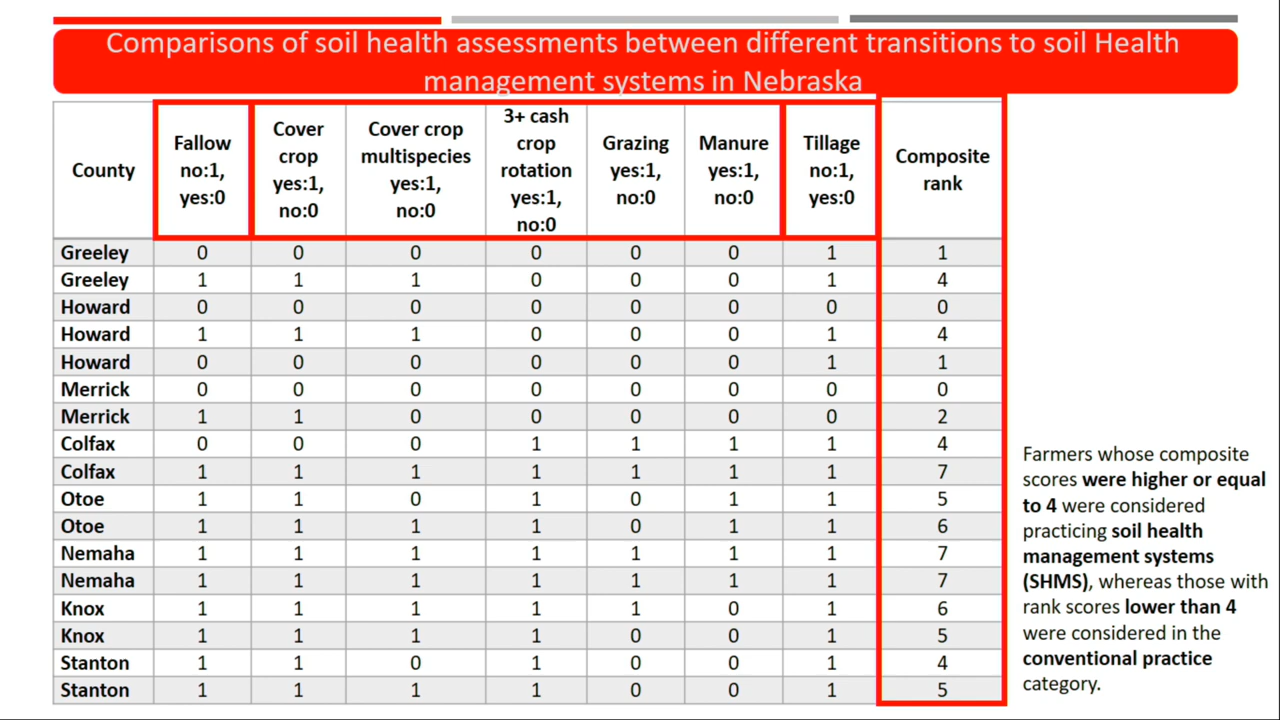 Comparisons of soil health assessments between different transitions to soil Health
management systems in Nebraska
County Fallow no:1, yes:0 Cover crop yes:1, no:0 Cover crop multispecies yes:1, no:0 3+ cash crop rotation yes:1, no:0 Grazing yes:1, no:0 Manure yes:1, no:0 Tillage no:1, yes:0 Composite rank
Greeley 0 0 0 0 0 0 1 1
Greeley 1 1 1 0 0 0 1 4
Howard 0 0 0 0 0 0 0 0
Howard 1 1 1 0 0 0 1 4
Howard 0 0 0 0 0 0 1 1
Merrick 0 0 0 0 0 0 0 0
Merrick 1 1 0 0 0 0 0 2
Colfax 0 0 0 1 1 1 1 4
Colfax 1 1 1 1 1 1 1 7
Otoe 1 1 0 1 0 1 1 5
Otoe 1 1 1 1 0 1 1 6
Nemaha 1 1 1 1 1 1 1 7
Nemaha 1 1 1 1 1 1 1 7
Knox 1 1 1 1 1 0 1 6
Knox 1 1 1 1 0 0 1 5
Stanton 1 1 0 1 0 0 1 4
Stanton 1 1 1 1 0 0 1 5
Farmers whose composite
scores were higher or equal
to 4 were considered
practicing soil health
management systems
(SHMS), whereas those with
rank scores lower than 4
were considered in the
conventional practice
category.